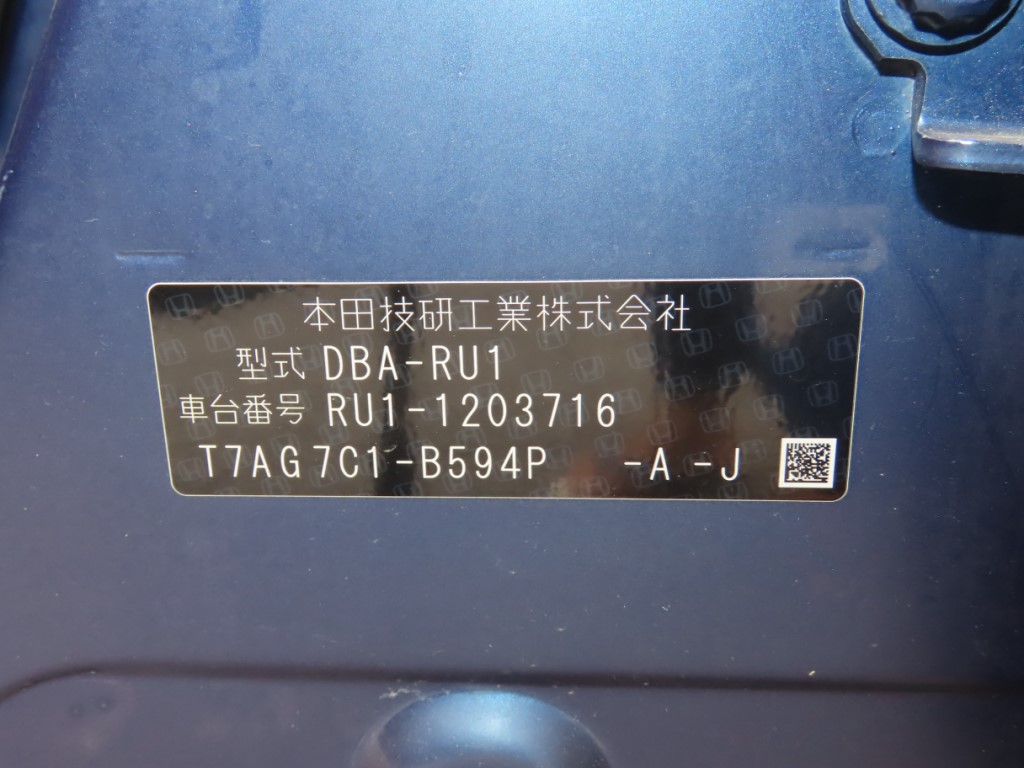 本田技研工業株式会社
型式 DBA-RU1
車台番号 RU1-1203716
T7AG7C1-B594P -A -J